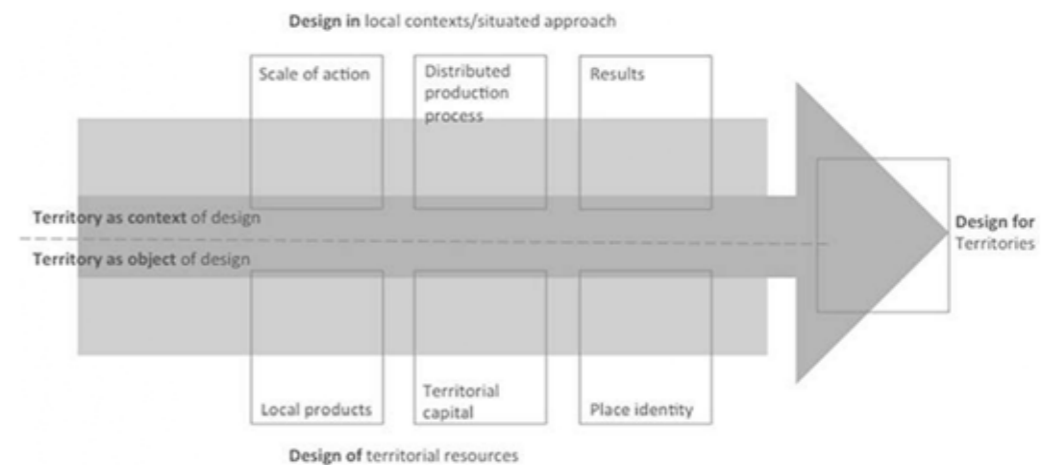 Design in local contexts/situated approach
Scale of action
Distributed
production
process
Results
Territory as context of design
Territory as object of design
Design for
Territories
Local products
Territorial
capital
Place identity
Design of territorial resources